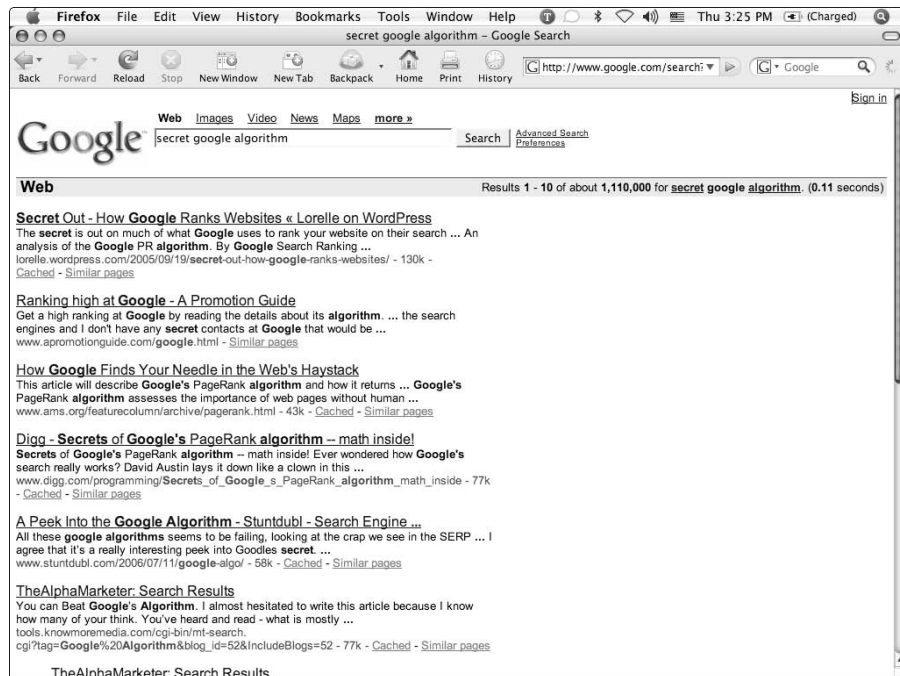 Firefox File Edit View History Bookmarks Tools Window Help Thu 3:25 PM (Charged)
secret google algorithm – Google Search
Back Forward Reload Stop New Window New Tab Backpack Home Print History G http://www.google.com/search? G Google
Sign in
Web Images Video News Maps more »
Google secret google algorithm Search Advanced Search
Preferences
Web Results 1 - 10 of about 1,110,000 for secret google algorithm. (0.11 seconds)
Secret Out - How Google Ranks Websites « Lorelle on WordPress
The secret is out on much of what Google uses to rank your website on their search ... An
analysis of the Google PR algorithm. By Google Search Ranking ...
lorelle.wordpress.com/2005/09/19/secret-out-how-google-ranks-websites/ - 130k -
Cached - Similar pages
Ranking high at Google - A Promotion Guide
Get a high ranking at Google by reading the details about its algorithm. ... the search
engines and I don't have any secret contacts at Google that would be ...
www.apromotionguide.com/google.html - Similar pages
How Google Finds Your Needle in the Web's Haystack
This article will describe Google's PageRank algorithm and how it returns ... Google's
PageRank algorithm assesses the importance of web pages without human ...
www.ams.org/featurecolumn/archive/pagerank.html - 43k - Cached - Similar pages
Digg - Secrets of Google's PageRank algorithm -- math inside!
Secrets of Google's PageRank algorithm -- math inside! Ever wondered how Google's
search really works? David Austin lays it down like a clown in this ...
www.digg.com/programming/Secrets_of_Google_s_PageRank_algorithm_math_inside - 77k
- Cached - Similar pages
A Peek Into the Google Algorithm - Stuntdubl - Search Engine ...
All these google algorithms seems to be failing, looking at the crap we see in the SERP ... I
agree that it's a really interesting peek into Goodles secret. ...
www.stuntdubl.com/2006/07/11/google-algo/ - 58k - Cached - Similar pages
TheAlphaMarketer: Search Results
You can Beat Google's Algorithm. I almost hesitated to write this article because I know
how many of your think. You've heard and read - what is mostly ...
tools.knowmoremedia.com/cgi-bin/mt-search.
cgi?tag=Google%20Algorithm&blog_id=52&IncludeBlogs=52 - 77k - Cached - Similar pages
TheAlphaMarketer: Search Results